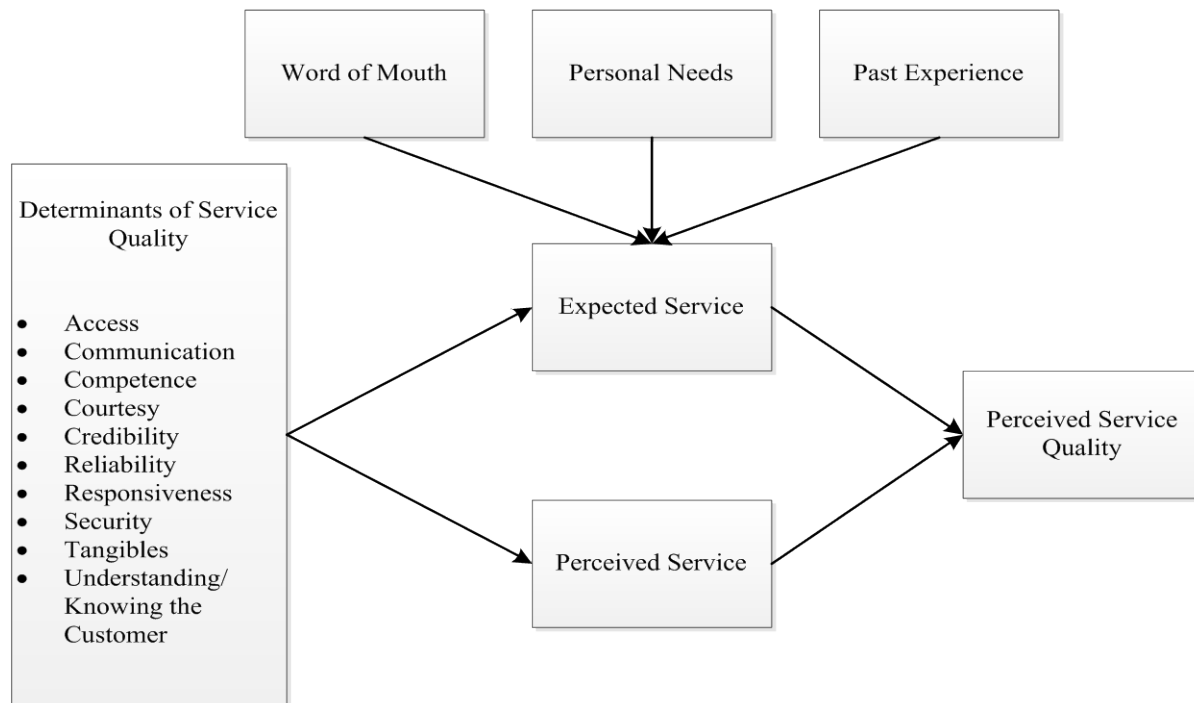 Word of Mouth
Personal Needs
Past Experience
Determinants of Service
Quality
• Access
• Communication
• Competence
• Courtesy
• Credibility
• Reliability
• Responsiveness
• Security
• Tangibles
• Understanding/
Knowing the
Customer
Expected Service
Perceived Service
Perceived Service
Quality